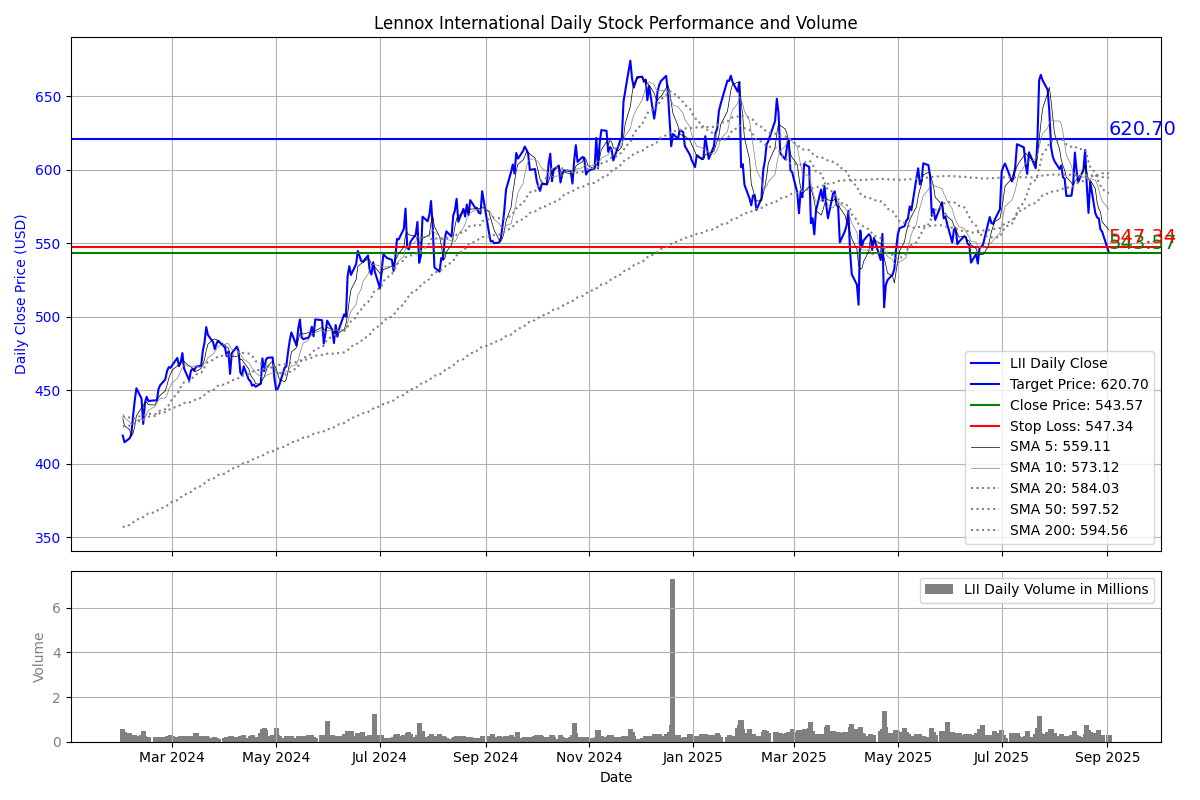 Lennox International Daily Stock Performance and Volume
Daily Close Price (USD)
650
600
550
500
450
400
350
620.70
547.34
543.57
LII Daily Close
Target Price: 620.70
Close Price: 543.57
Stop Loss: 547.34
SMA 5: 559.11
SMA 10: 573.12
SMA 20: 584.03
SMA 50: 597.52
SMA 200: 594.56
Volume
6
4
2
0
LII Daily Volume in Millions
Mar 2024 May 2024 Jul 2024 Sep 2024 Nov 2024 Jan 2025 Mar 2025 May 2025 Jul 2025 Sep 2025
Date